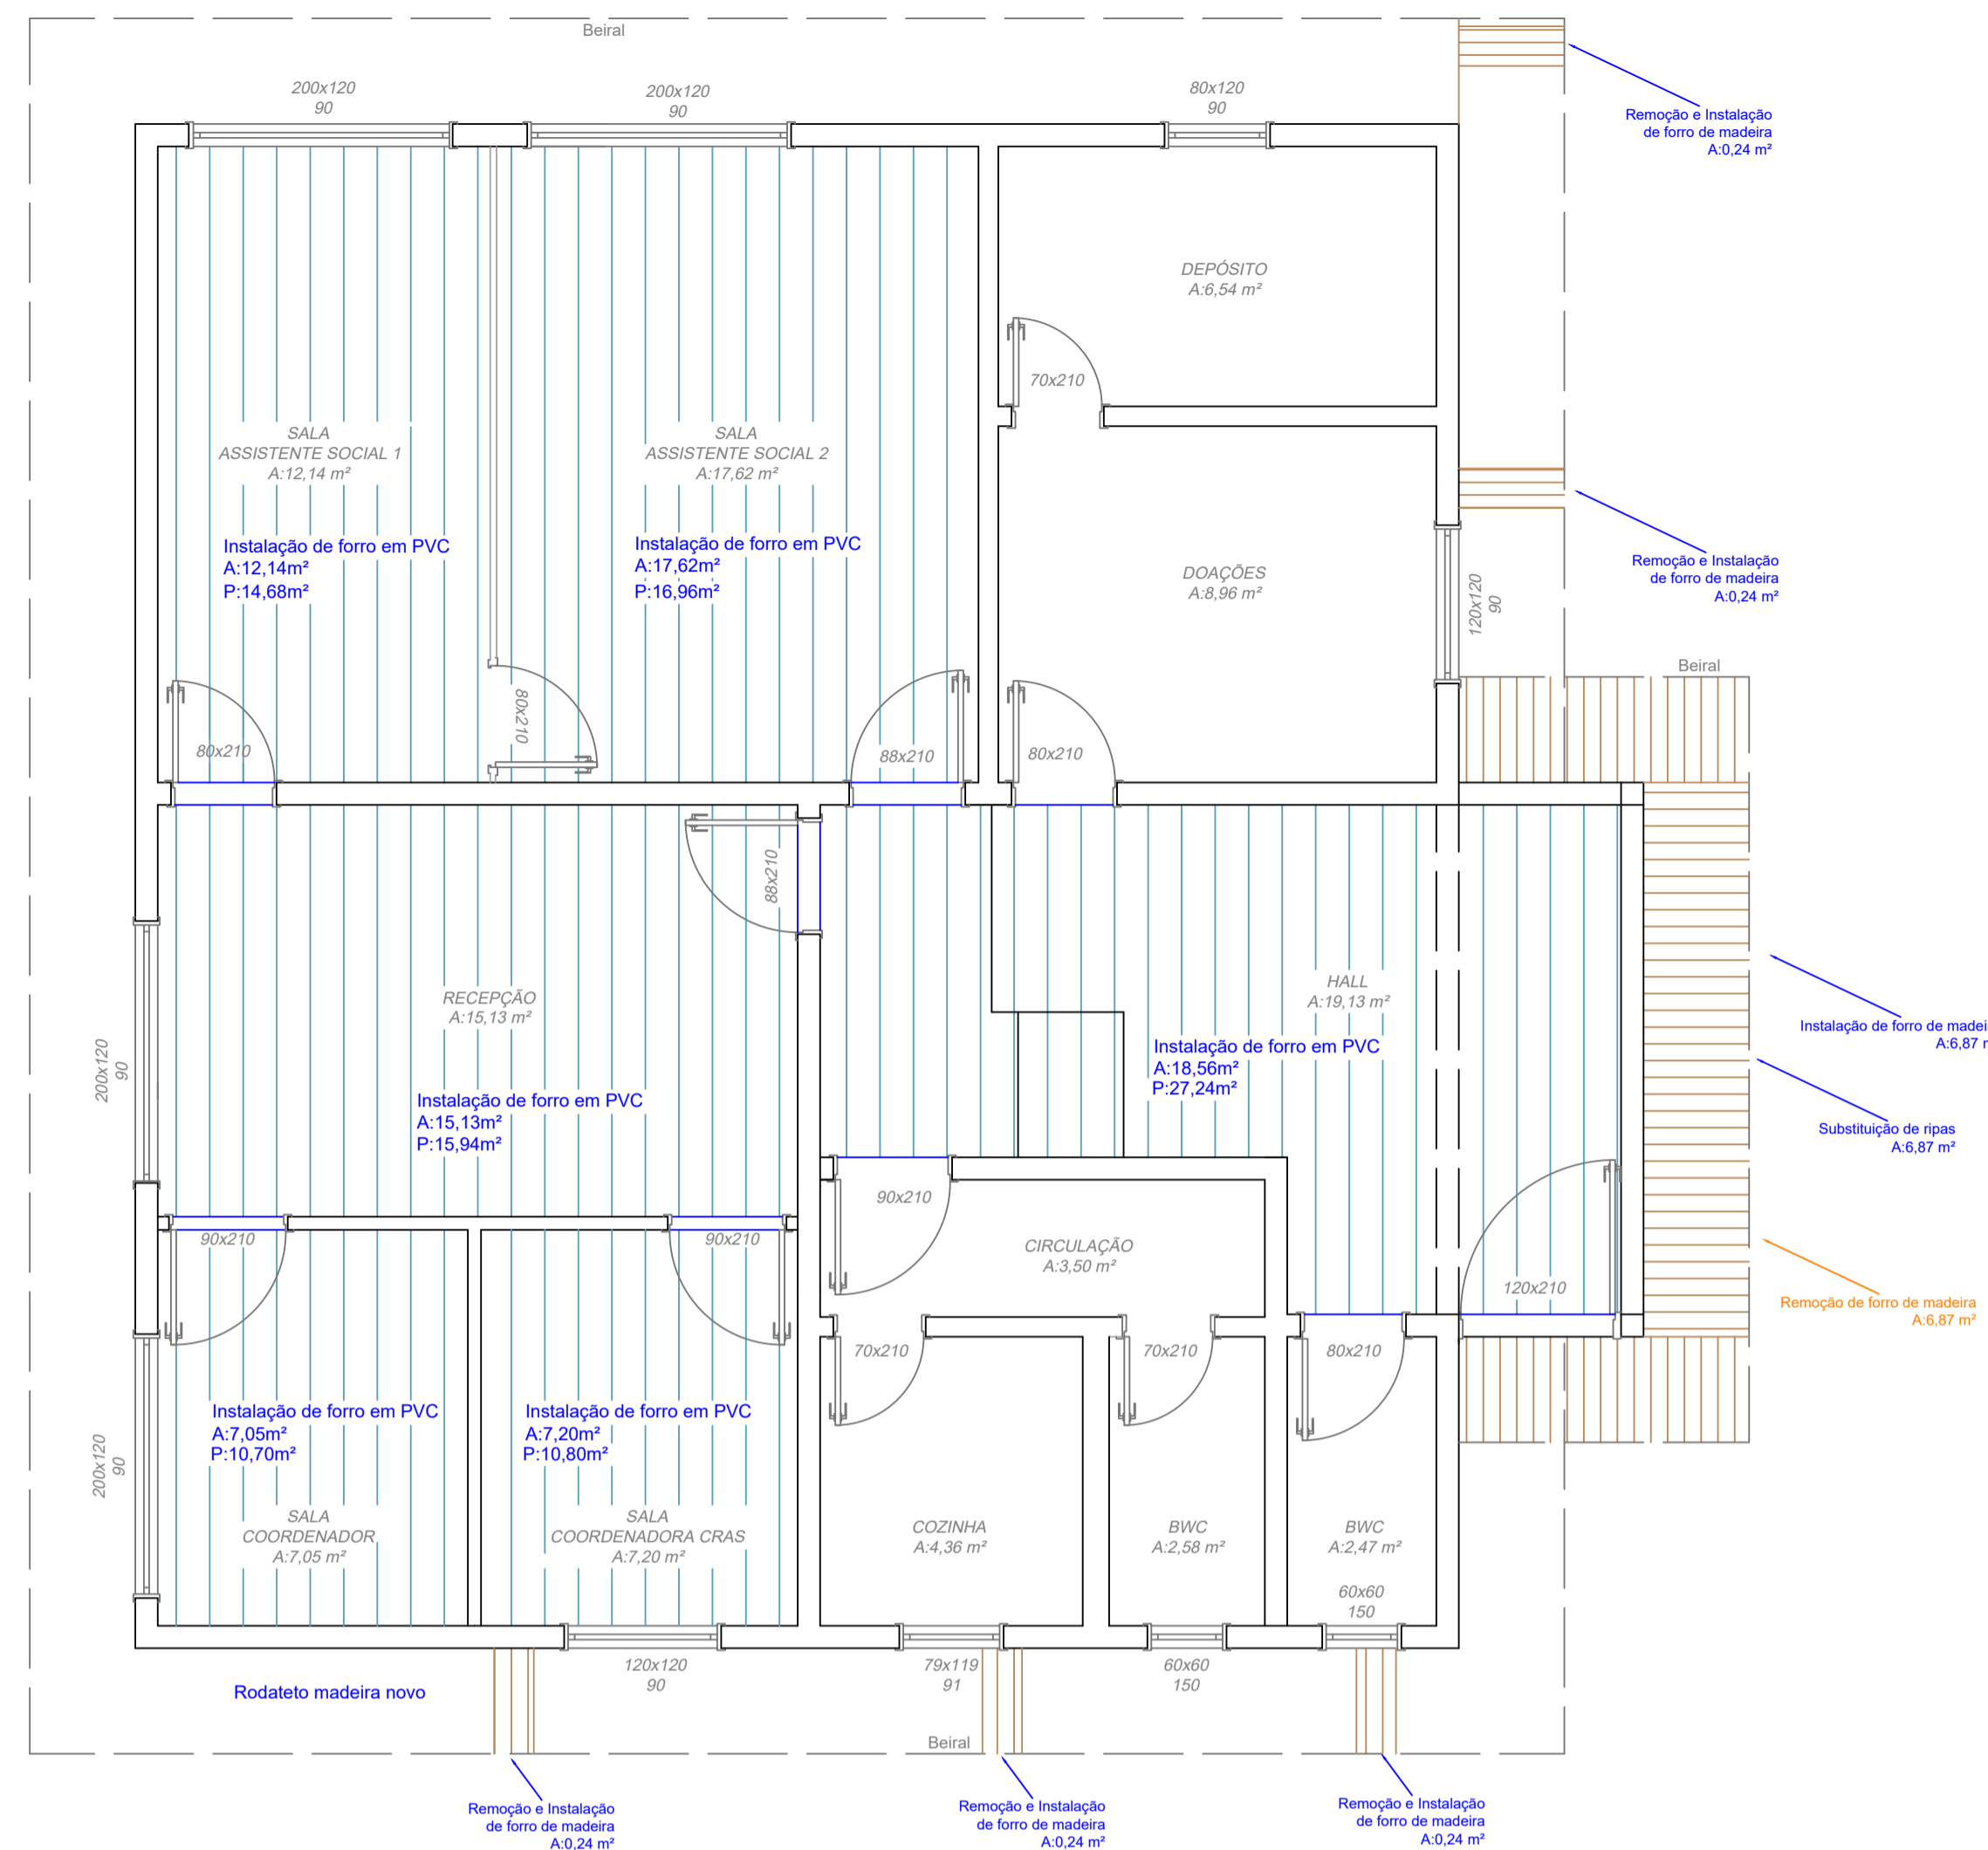 Beiral
200x120
90
200x120
90
80x120
90
Remoção e Instalação
de forro de madeira
A:0,24 m²
DEPÓSITO
A:6,54 m²
70x210
SALA
ASSISTENTE SOCIAL 1
A:12,14 m²
SALA
ASSISTENTE SOCIAL 2
A:17,62 m²
Instalação de forro em PVC
A:12,14m²
P:14,68m²
Instalação de forro em PVC
A:17,62m²
P:16,96m²
DOAÇÕES
A:8,96 m²
120x120
90
Remoção e Instalação
de forro de madeira
A:0,24 m²
Beiral
80x210
80x210
88x210
80x210
88x210
RECEPÇÃO
A:15,13 m²
HALL
A:19,13 m²
Instalação de forro em PVC
A:18,56m²
P:27,24m²
Instalação de forro de madei
A:6,87 m
200x120
90
Instalação de forro em PVC
A:15,13m²
P:15,94m²
Substituição de ripas
A:6,87 m²
90x210
90x210
90x210
CIRCULAÇÃO
A:3,50 m²
120x210
Remoção de forro de madeira
A:6,87 m²
70x210
70x210
80x210
200x120
90
Instalação de forro em PVC
A:7,05m²
P:10,70m²
Instalação de forro em PVC
A:7,20m²
P:10,80m²
SALA
COORDENADOR
A:7,05 m²
SALA
COORDENADORA CRAS
A:7,20 m²
COZINHA
A:4,36 m²
BWC
A:2,58 m²
BWC
A:2,47 m²
60x60
150
120x120
90
79x119
91
60x60
150
Rodateto madeira novo
Beiral
Remoção e Instalação
de forro de madeira
A:0,24 m²
Remoção e Instalação
de forro de madeira
A:0,24 m²
Remoção e Instalação
de forro de madeira
A:0,24 m²